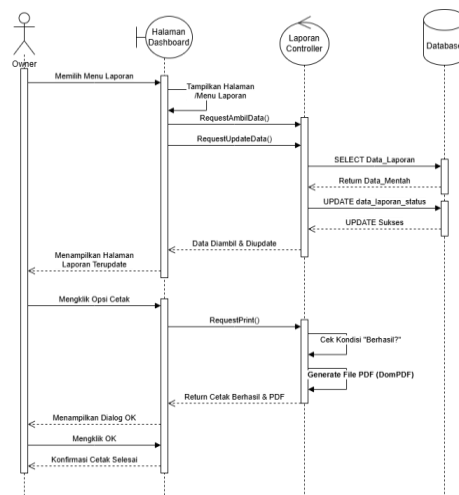 Halaman
Dashboard
Laporan
Controller
Database
Owner
Memilih Menu Laporan
Tampilkan Halaman
/Menu Laporan
RequestAmbilData()
RequestUpdateData()
SELECT Data_Laporan
Return Data_Mentah
UPDATE data_laporan_status
UPDATE Sukses
Data Diambil & Diupdate
Menampilkan Halaman
Laporan Terupdate
Mengklik Opsi Cetak
RequestPrint()
Cek Kondisi "Berhasil?"
Generate File PDF (DomPDF)
Return Cetak Berhasil & PDF
Menampilkan Dialog OK
Mengklik OK
Konfirmasi Cetak Selesai